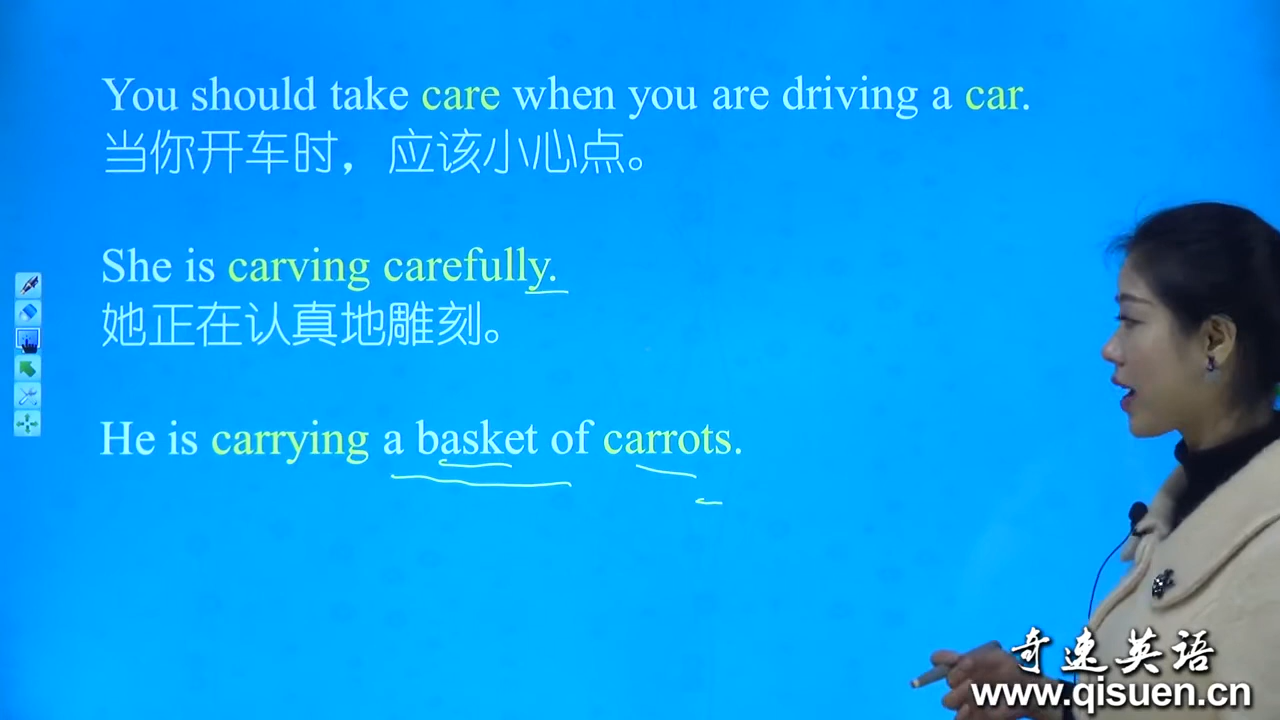 You should take care when you are driving a car.
当你开车时，应该小心点。
She is carving carefully.
她正在认真地雕刻。
He is carrying a basket of carrots.
奇速英语
www.qisuen.cn